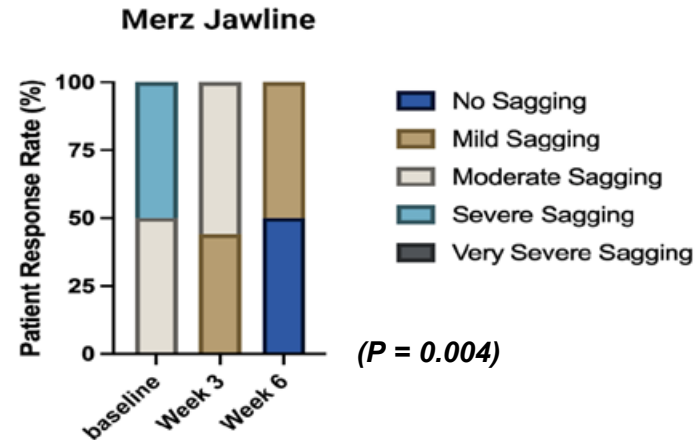 Merz Jawline
Patient Response Rate (%)
100
75
50
25
0
baseline
Week 3
Week 6
No Sagging
Mild Sagging
Moderate Sagging
Severe Sagging
Very Severe Sagging
(P = 0.004)